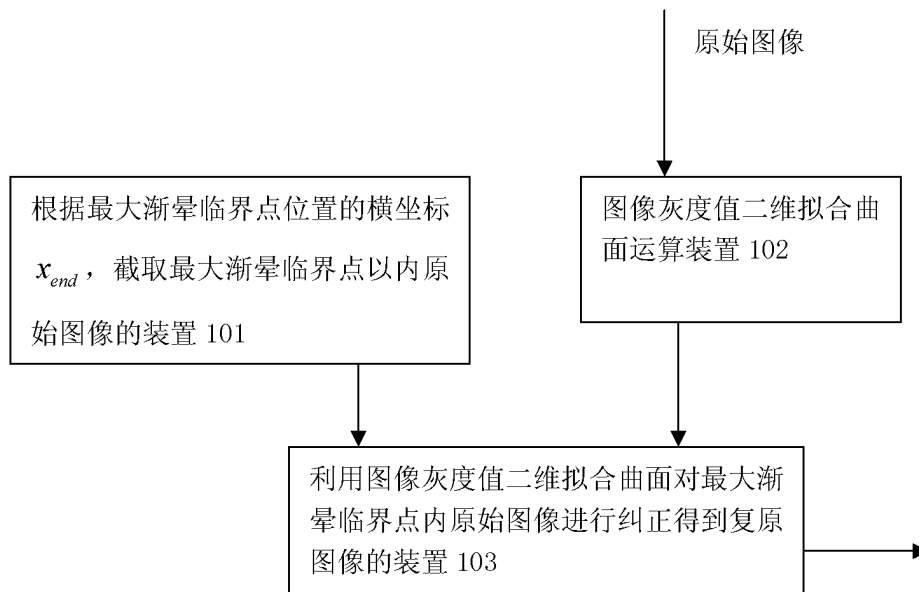 原始图像
根据最大渐晕临界点位置的横坐标
x_end，截取最大渐晕临界点以内原
始图像的装置 101
图像灰度值二维拟合曲
面运算装置 102
利用图像灰度值二维拟合曲面对最大渐
晕临界点内原始图像进行纠正得到复原
图像的装置 103